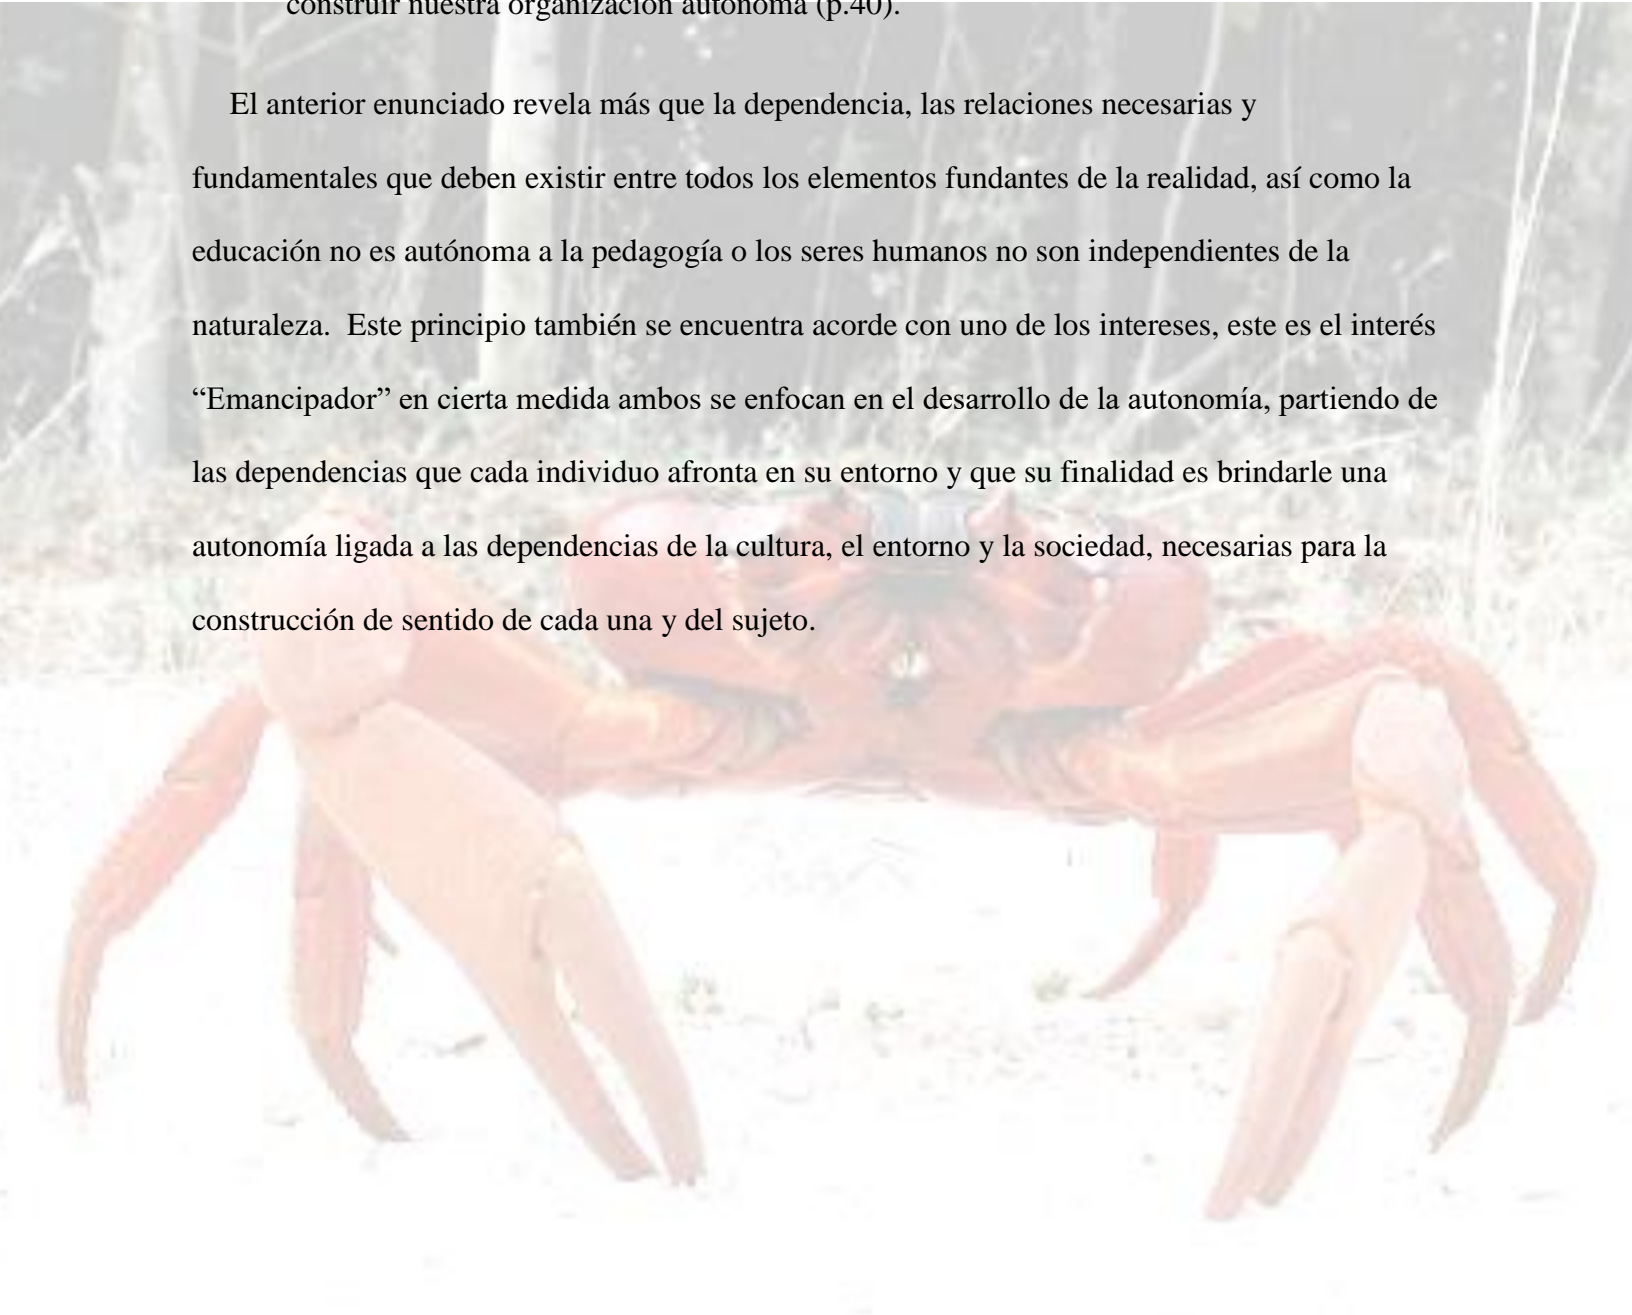 construir nuestra organización autónoma (p.40).
El anterior enunciado revela más que la dependencia, las relaciones necesarias y
fundamentales que deben existir entre todos los elementos fundantes de la realidad, así como la
educación no es autónoma a la pedagogía o los seres humanos no son independientes de la
naturaleza.  Este principio también se encuentra acorde con uno de los intereses, este es el interés
“Emancipador” en cierta medida ambos se enfocan en el desarrollo de la autonomía, partiendo de
las dependencias que cada individuo afronta en su entorno y que su finalidad es brindarle una
autonomía ligada a las dependencias de la cultura, el entorno y la sociedad, necesarias para la
construcción de sentido de cada una y del sujeto.